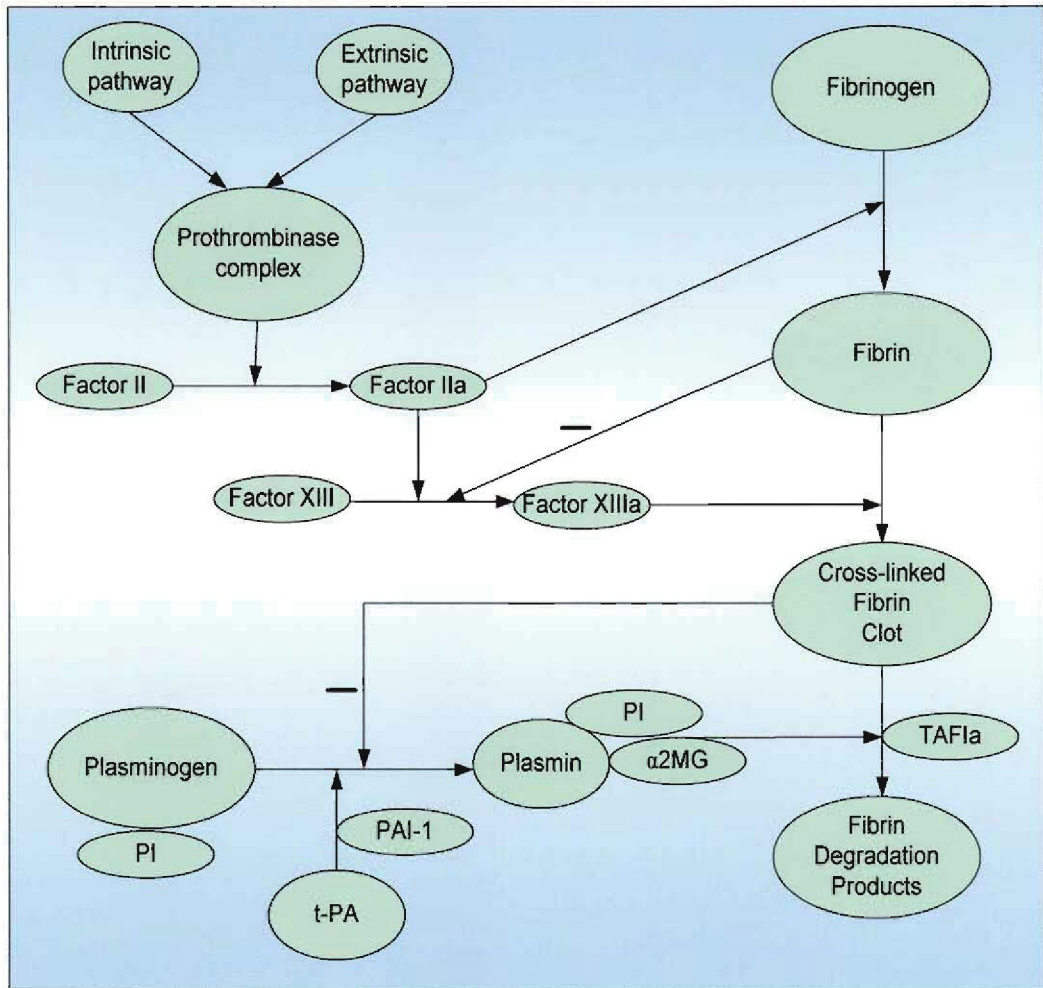 Intrinsic
pathway
Extrinsic
pathway
Fibrinogen
Prothrombinase
complex
Fibrin
Factor II
Factor IIa
–
Factor XIII
Factor XIIIa
Cross-linked
Fibrin
Clot
–
PI
Plasminogen
Plasmin
α2MG
TAFIa
PAI-1
PI
Fibrin
Degradation
Products
t-PA